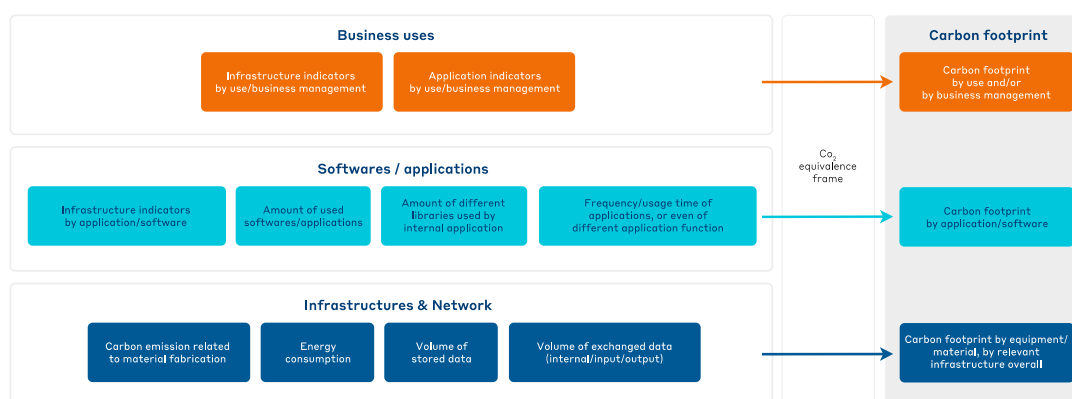 Business uses
Carbon footprint
Infrastructure indicators
by use/business management
Application indicators
by use/business management
Carbon footprint
by use and/or
by business management
Co₂
equivalence
frame
Softwares / applications
Infrastructure indicators
by application/software
Amount of used
softwares/applications
Amount of different
libraries used by
internal application
Frequency/usage time of
applications, or even of
different application function
Carbon footprint
by application/software
Infrastructures & Network
Carbon emission related
to material fabrication
Energy
consumption
Volume of
stored data
Volume of exchanged data
(internal/input/output)
Carbon footprint by equipment/
material, by relevant
infrastructure overall